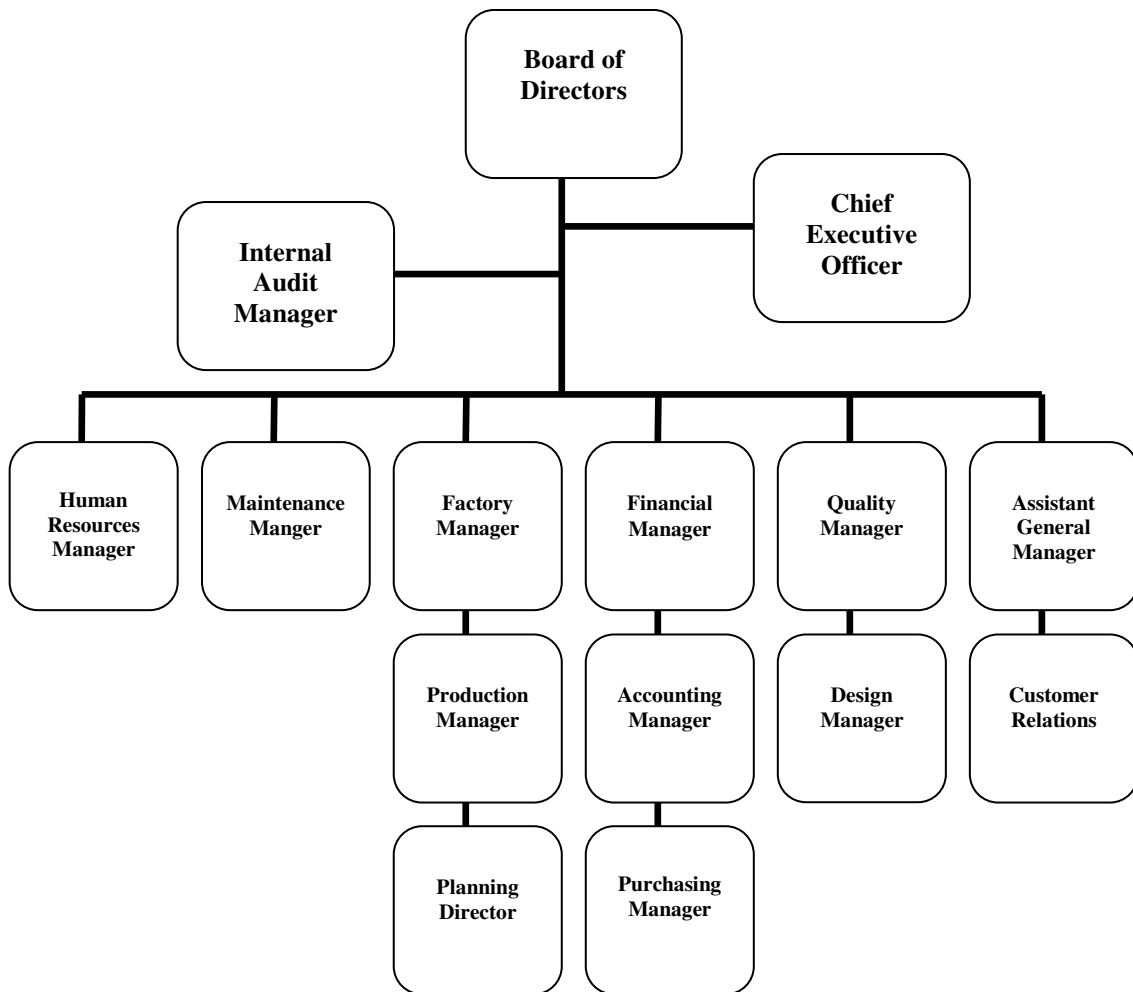 Board of
Directors
Chief
Executive
Officer
Internal
Audit
Manager
Human
Resources
Manager
Maintenance
Manger
Factory
Manager
Financial
Manager
Quality
Manager
Assistant
General
Manager
Production
Manager
Accounting
Manager
Design
Manager
Customer
Relations
Planning
Director
Purchasing
Manager